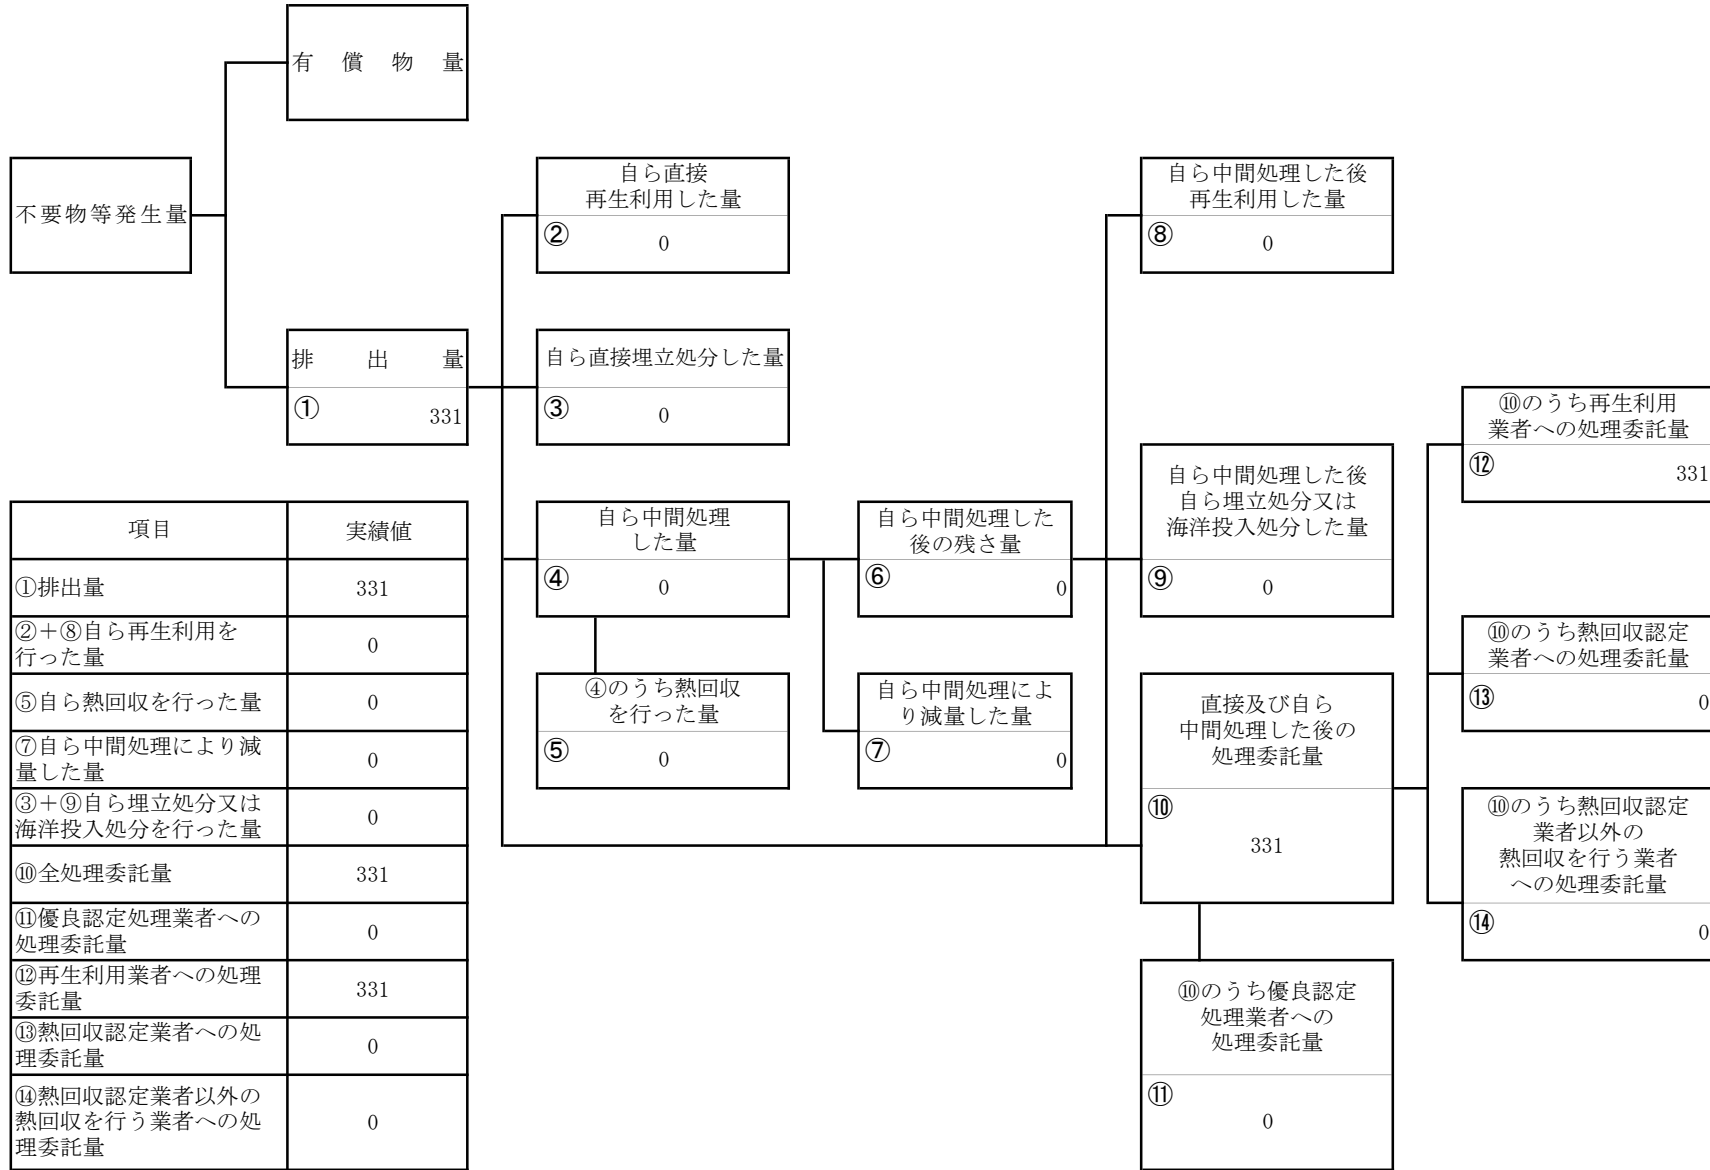 有償物量
不要物等発生量
排出量
①
331
自ら直接
再生利用した量
②
0
自ら直接埋立処分した量
③
0
自ら中間処理
した量
④
0
④のうち熱回収
を行った量
⑤
0
自ら中間処理した
後の残さ量
⑥
0
自ら中間処理によ
り減量した量
⑦
0
自ら中間処理した後
再生利用した量
⑧
0
自ら中間処理した後
自ら埋立処分又は
海洋投入処分した量
⑨
0
直接及び自ら
中間処理した後の
処理委託量
⑩
331
⑩のうち優良認定
処理業者への
処理委託量
⑪
0
⑩のうち再生利用
業者への処理委託量
⑫
331
⑩のうち熱回収認定
業者への処理委託量
⑬
0
⑩のうち熱回収認定
業者以外の
熱回収を行う業者
への処理委託量
⑭
0
項目
実績値
①排出量
331
②＋⑧自ら再生利用を
行った量
0
⑤自ら熱回収を行った量
0
⑦自ら中間処理により減
量した量
0
③＋⑨自ら埋立処分又は
海洋投入処分を行った量
0
⑩全処理委託量
331
⑪優良認定処理業者への
処理委託量
0
⑫再生利用業者への処理
委託量
331
⑬熱回収認定業者への処
理委託量
0
⑭熱回収認定業者以外の
熱回収を行う業者への処
理委託量
0